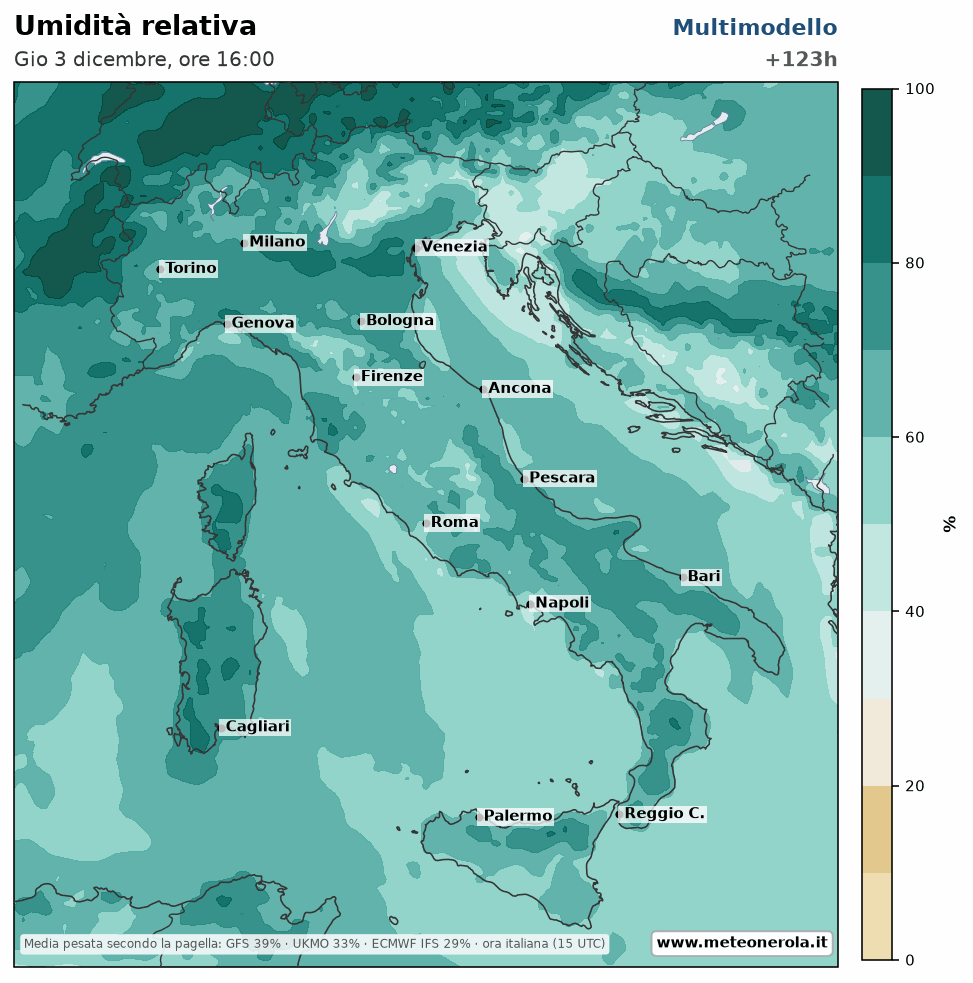 Umidità relativa
Multimodello
Gio 3 dicembre, ore 16:00
+123h
100
80
60
40
20
0
%
Milano
Venezia
Torino
Genova
Bologna
Firenze
Ancona
Pescara
Roma
Bari
Napoli
Cagliari
Palermo
Reggio C.
Media pesata secondo la pagella: GFS 39% · UKMO 33% · ECMWF IFS 29% · ora italiana (15 UTC)
www.meteonerola.it